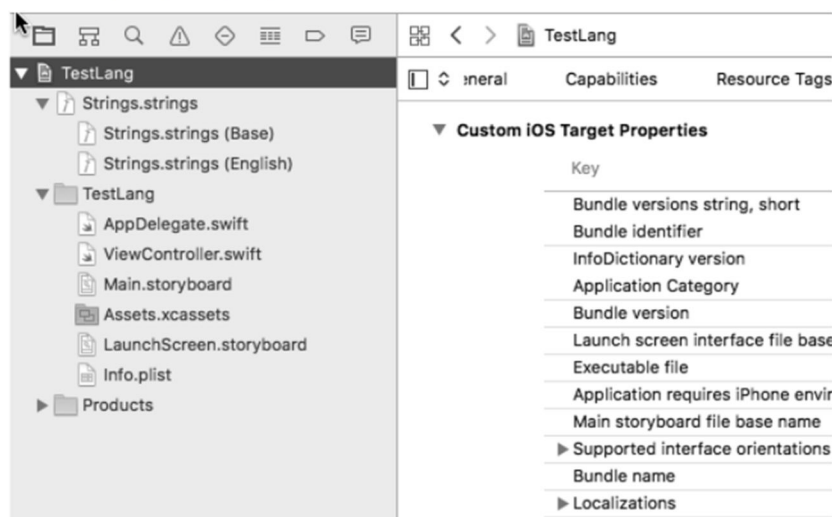 TestLang
Strings.strings
Strings.strings (Base)
Strings.strings (English)
TestLang
AppDelegate.swift
ViewController.swift
Main.storyboard
Assets.xcassets
LaunchScreen.storyboard
Info.plist
Products
TestLang
eneral Capabilities Resource Tags
Custom iOS Target Properties
Key
Bundle versions string, short
Bundle identifier
InfoDictionary version
Application Category
Bundle version
Launch screen interface file base
Executable file
Application requires iPhone envir
Main storyboard file base name
Supported interface orientations
Bundle name
Localizations